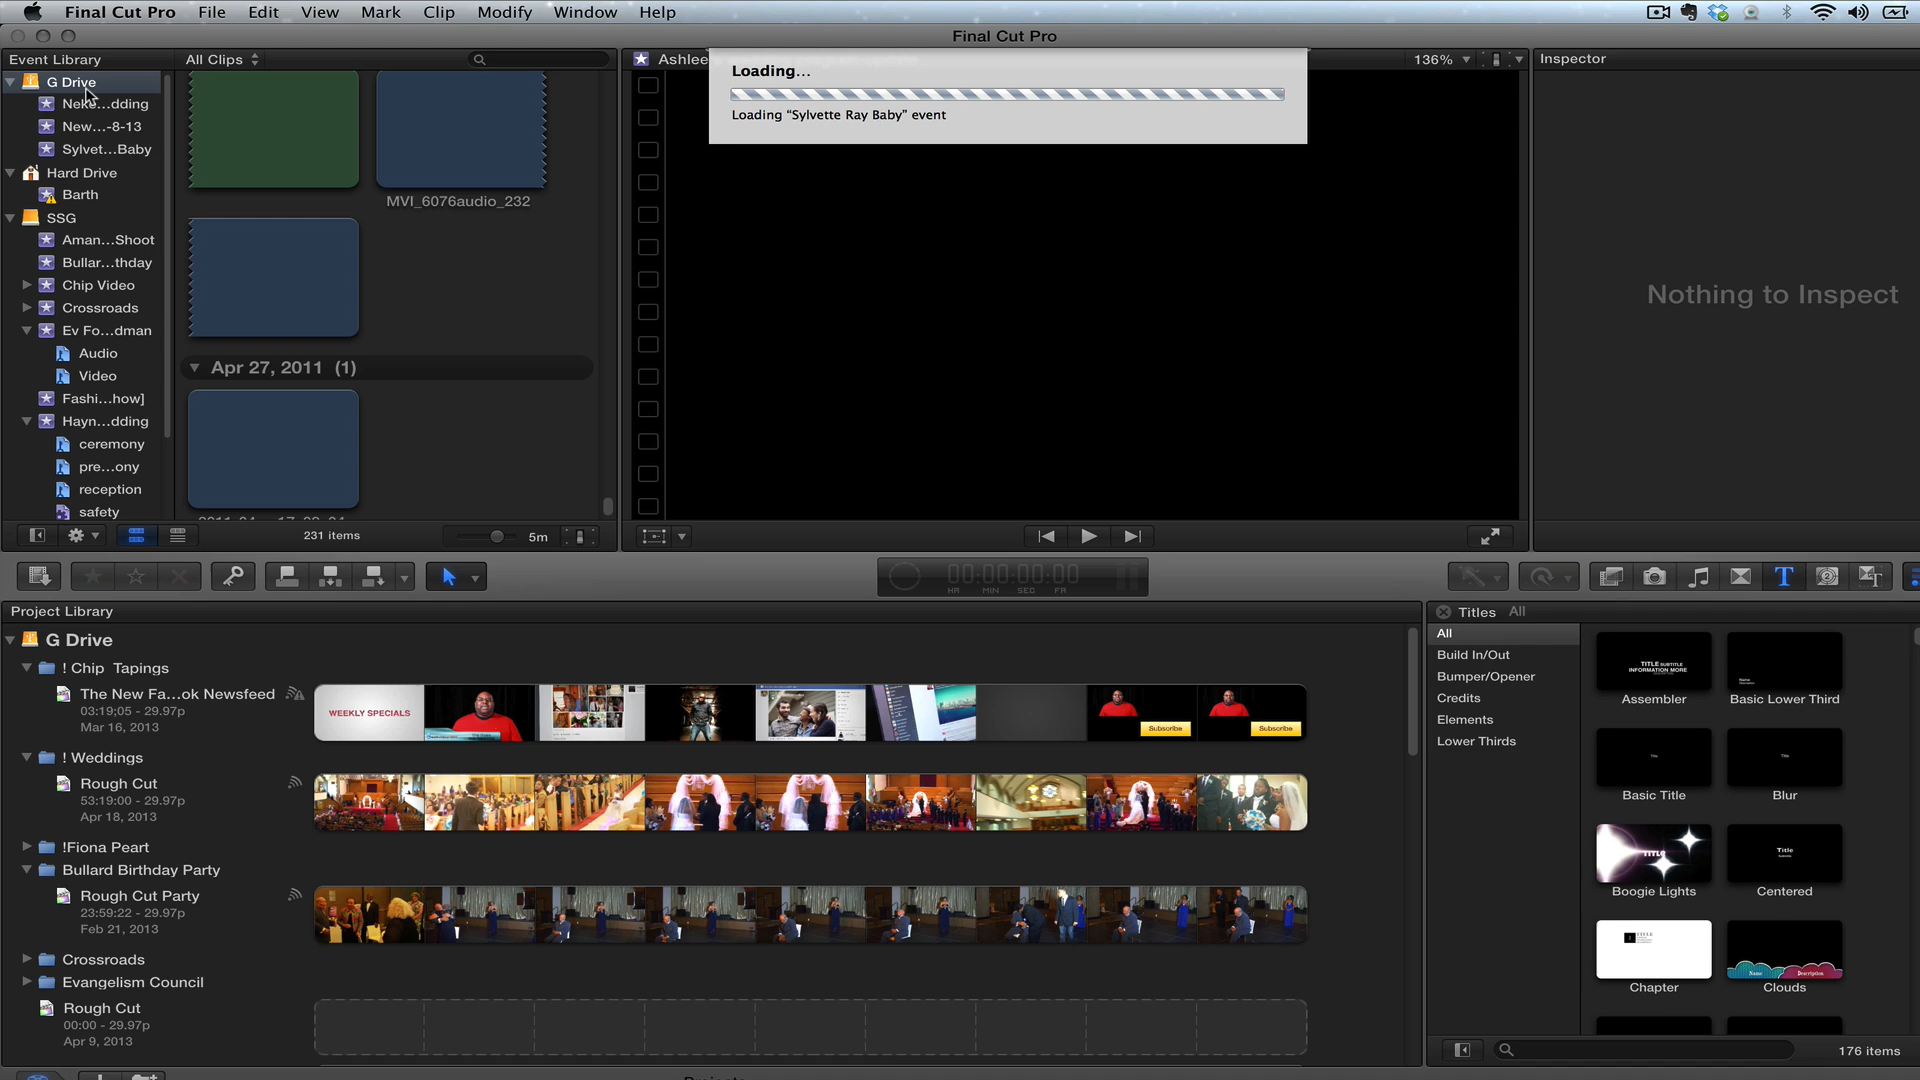 Final Cut Pro File Edit View Mark Clip Modify Window Help
Final Cut Pro
Event Library
All Clips
Ashlee
136%
Inspector
Loading...
Loading “Sylvette Ray Baby” event
G Drive
Neke...dding
New...-8-13
Sylvet...Baby
Hard Drive
Barth
SSG
Aman...Shoot
Bullar...thday
Chip Video
Crossroads
Ev Fo...dman
Audio
Video
Fashi...how]
Hayn...dding
ceremony
pre...ony
reception
safety
MVI_6076audio_232
Apr 27, 2011 (1)
Nothing to Inspect
231 items
5m
00:00:00:00
HR MIN SEC FR
Project Library
G Drive
! Chip Tapings
The New Fa...ok Newsfeed
03:19;05 - 29.97p
Mar 16, 2013
WEEKLY SPECIALS
Subscribe
Subscribe
! Weddings
Rough Cut
53:19:00 - 29.97p
Apr 18, 2013
!Fiona Peart
Bullard Birthday Party
Rough Cut Party
23:59:22 - 29.97p
Feb 21, 2013
Crossroads
Evangelism Council
Rough Cut
00:00 - 29.97p
Apr 9, 2013
Titles All
All
Build In/Out
Bumper/Opener
Credits
Elements
Lower Thirds
TITLE SUBTITLE
INFORMATION MORE
Assembler
Name
Basic Lower Third
Title
Basic Title
Title
Blur
TITLE
Boogie Lights
Title
Subtitle
Centered
1 TITLE
Chapter
Name Description
Clouds
176 items